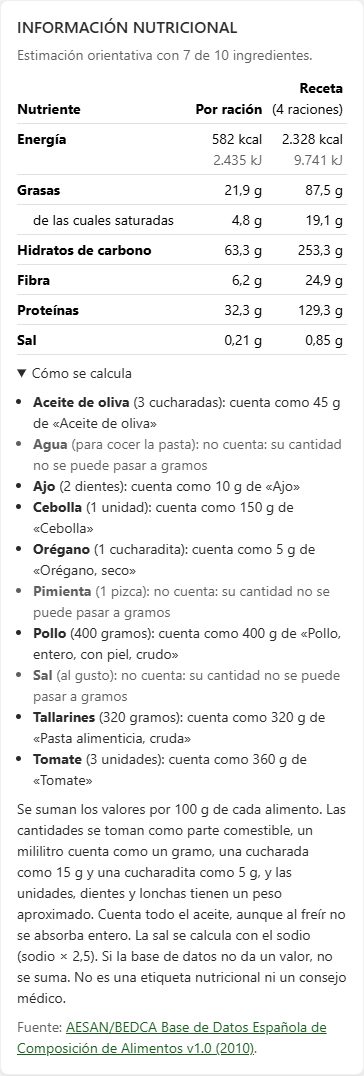 INFORMACIÓN NUTRICIONAL
Estimación orientativa con 7 de 10 ingredientes.
Receta
Nutriente Por ración (4 raciones)
Energía 582 kcal 2.328 kcal
2.435 kJ 9.741 kJ
Grasas 21,9 g 87,5 g
de las cuales saturadas 4,8 g 19,1 g
Hidratos de carbono 63,3 g 253,3 g
Fibra 6,2 g 24,9 g
Proteínas 32,3 g 129,3 g
Sal 0,21 g 0,85 g
▼ Cómo se calcula
• Aceite de oliva (3 cucharadas): cuenta como 45 g
de «Aceite de oliva»
• Agua (para cocer la pasta): no cuenta: su cantidad
no se puede pasar a gramos
• Ajo (2 dientes): cuenta como 10 g de «Ajo»
• Cebolla (1 unidad): cuenta como 150 g de
«Cebolla»
• Orégano (1 cucharadita): cuenta como 5 g de
«Orégano, seco»
• Pimienta (1 pizca): no cuenta: su cantidad no se
puede pasar a gramos
• Pollo (400 gramos): cuenta como 400 g de «Pollo,
entero, con piel, crudo»
• Sal (al gusto): no cuenta: su cantidad no se puede
pasar a gramos
• Tallarines (320 gramos): cuenta como 320 g de
«Pasta alimenticia, cruda»
• Tomate (3 unidades): cuenta como 360 g de
«Tomate»
Se suman los valores por 100 g de cada alimento. Las
cantidades se toman como parte comestible, un
mililitro cuenta como un gramo, una cucharada
como 15 g y una cucharadita como 5 g, y las
unidades, dientes y lonchas tienen un peso
aproximado. Cuenta todo el aceite, aunque al freír no
se absorba entero. La sal se calcula con el sodio
(sodio × 2,5). Si la base de datos no da un valor, no
se suma. No es una etiqueta nutricional ni un consejo
médico.
Fuente: AESAN/BEDCA Base de Datos Española de
Composición de Alimentos v1.0 (2010).